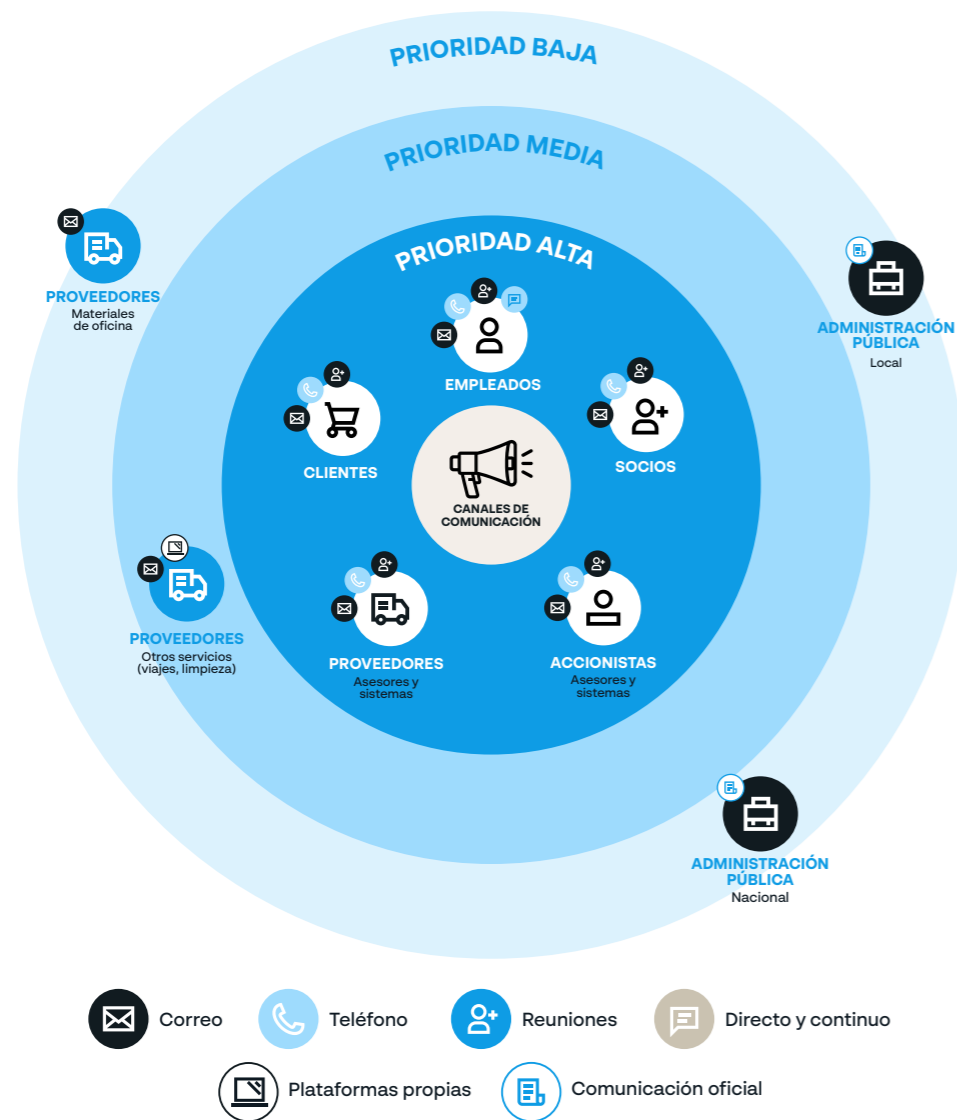 PRIORIDAD BAJA
PRIORIDAD MEDIA
PRIORIDAD ALTA
EMPLEADOS
CLIENTES
SOCIOS
CANALES DE
COMUNICACIÓN
PROVEEDORES
Asesores y
sistemas
ACCIONISTAS
Asesores y
sistemas
PROVEEDORES
Materiales
de oficina
ADMINISTRACIÓN
PÚBLICA
Local
PROVEEDORES
Otros servicios
(viajes, limpieza)
ADMINISTRACIÓN
PÚBLICA
Nacional
Correo
Teléfono
Reuniones
Directo y continuo
Plataformas propias
Comunicación oficial